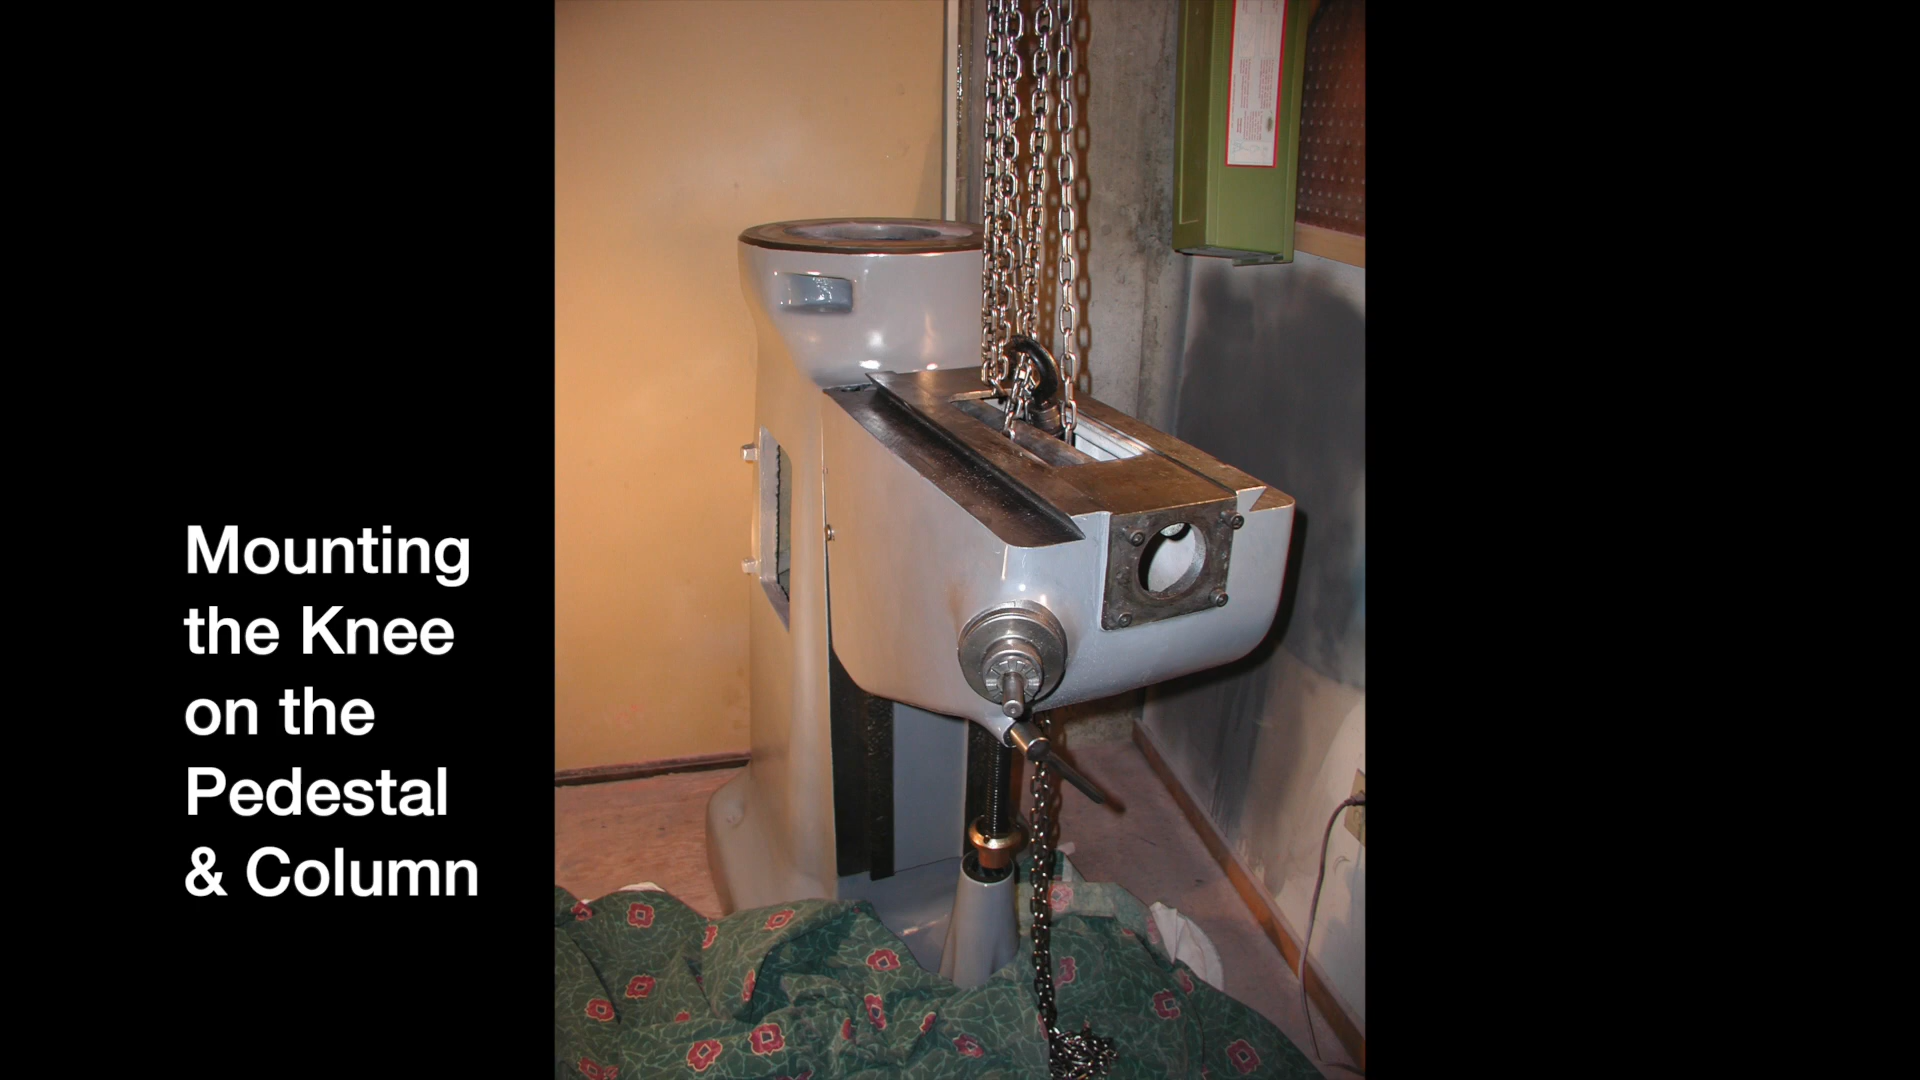 Mounting
the Knee
on the
Pedestal
& Column